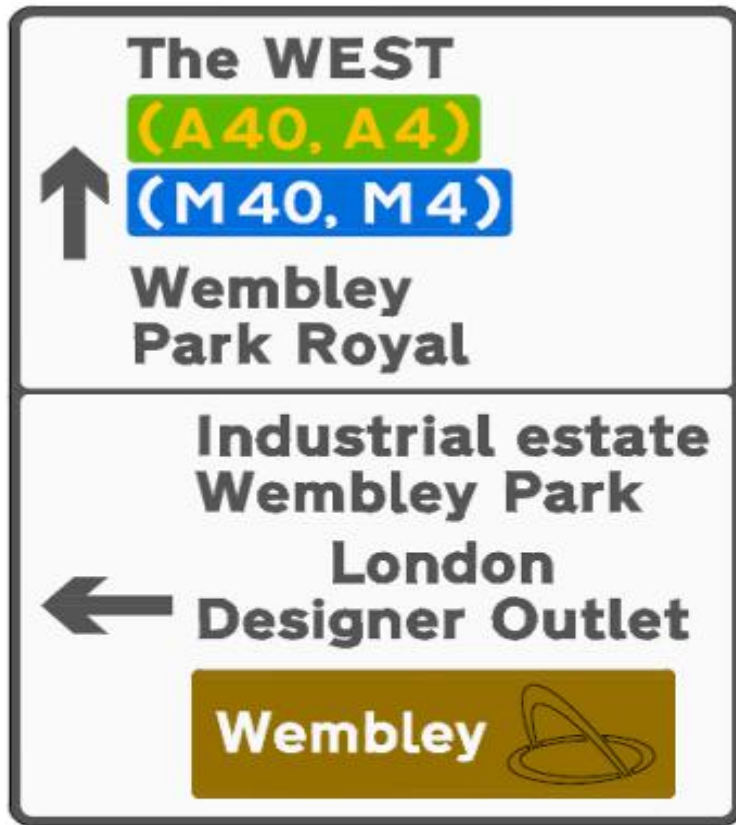 The WEST
(A40, A4)
(M40, M4)
Wembley
Park Royal
Industrial estate
Wembley Park
London
Designer Outlet
Wembley